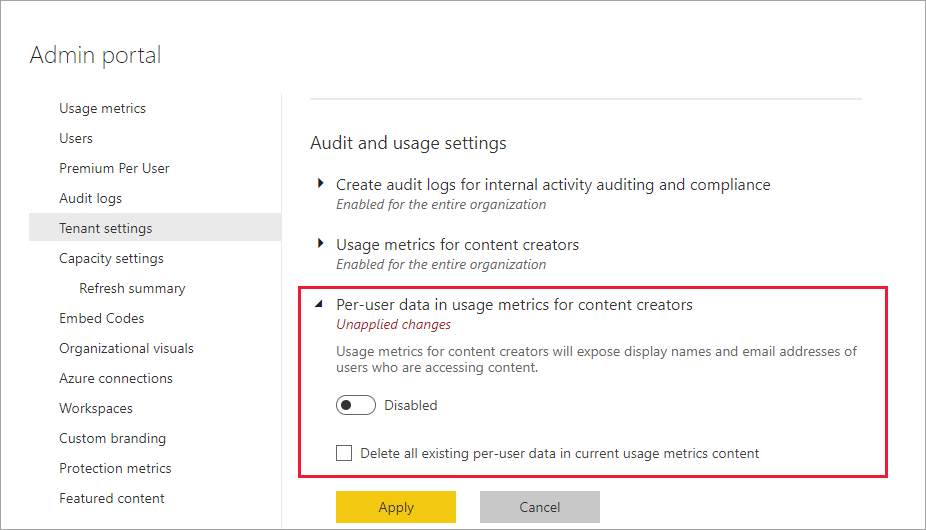 Admin portal
Usage metrics
Users
Premium Per User
Audit logs
Tenant settings
Capacity settings
Refresh summary
Embed Codes
Organizational visuals
Azure connections
Workspaces
Custom branding
Protection metrics
Featured content
Audit and usage settings
Create audit logs for internal activity auditing and compliance
Enabled for the entire organization
Usage metrics for content creators
Enabled for the entire organization
Per-user data in usage metrics for content creators
Unapplied changes
Usage metrics for content creators will expose display names and email addresses of
users who are accessing content.
Disabled
Delete all existing per-user data in current usage metrics content
Apply
Cancel